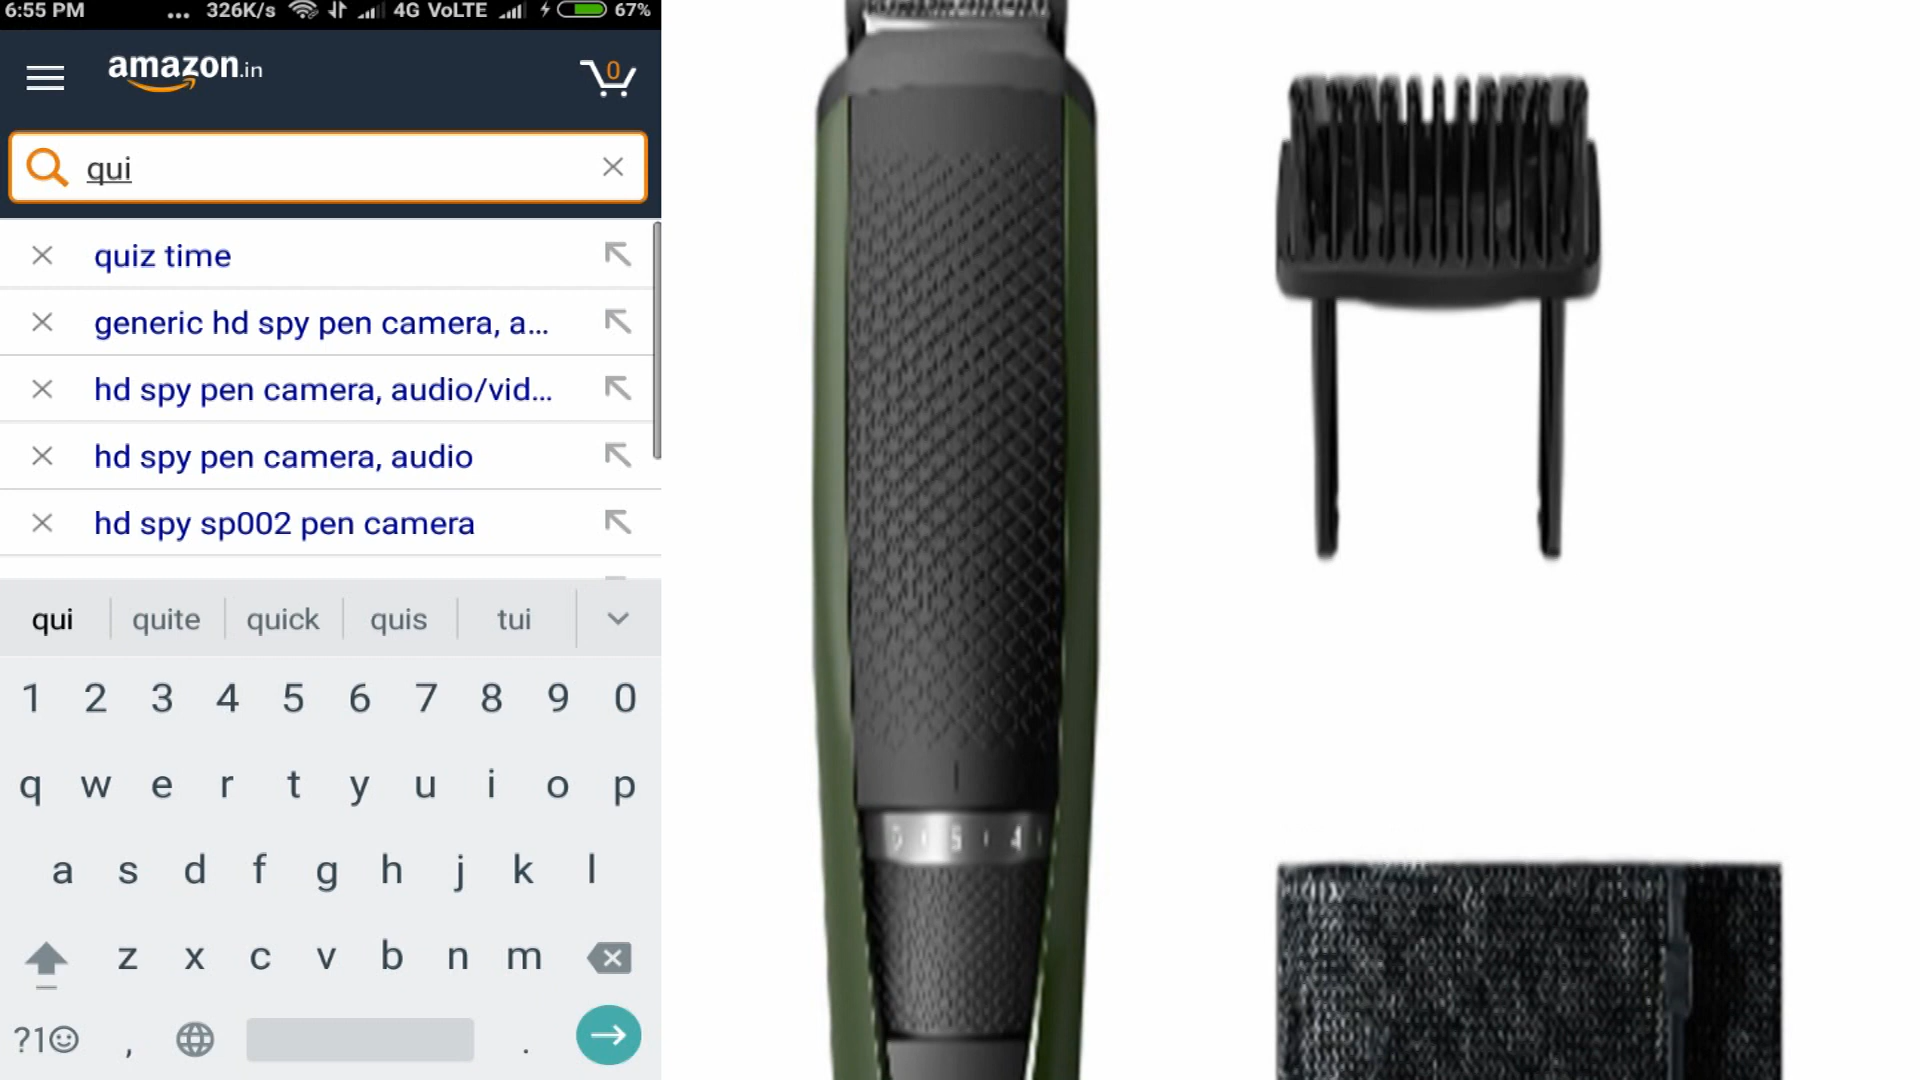 6:55 PM ... 326K/s 4G VoLTE 67%
amazon.in
0
qui
quiz time
generic hd spy pen camera, a...
hd spy pen camera, audio/vid...
hd spy pen camera, audio
hd spy sp002 pen camera
qui quite quick quis tui
1 2 3 4 5 6 7 8 9 0
q w e r t y u i o p
a s d f g h j k l
z x c v b n m
?1☺ , .
5 4